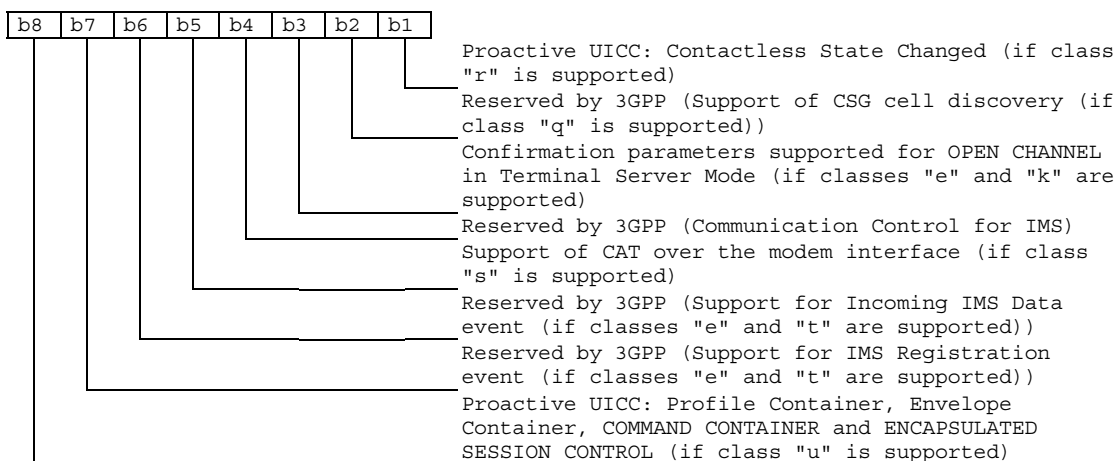 b8 b7 b6 b5 b4 b3 b2 b1
Proactive UICC: Contactless State Changed (if class
"r" is supported)
Reserved by 3GPP (Support of CSG cell discovery (if
class "q" is supported))
Confirmation parameters supported for OPEN CHANNEL
in Terminal Server Mode (if classes "e" and "k" are
supported)
Reserved by 3GPP (Communication Control for IMS)
Support of CAT over the modem interface (if class
"s" is supported)
Reserved by 3GPP (Support for Incoming IMS Data
event (if classes "e" and "t" are supported))
Reserved by 3GPP (Support for IMS Registration
event (if classes "e" and "t" are supported))
Proactive UICC: Profile Container, Envelope
Container, COMMAND CONTAINER and ENCAPSULATED
SESSION CONTROL (if class "u" is supported)